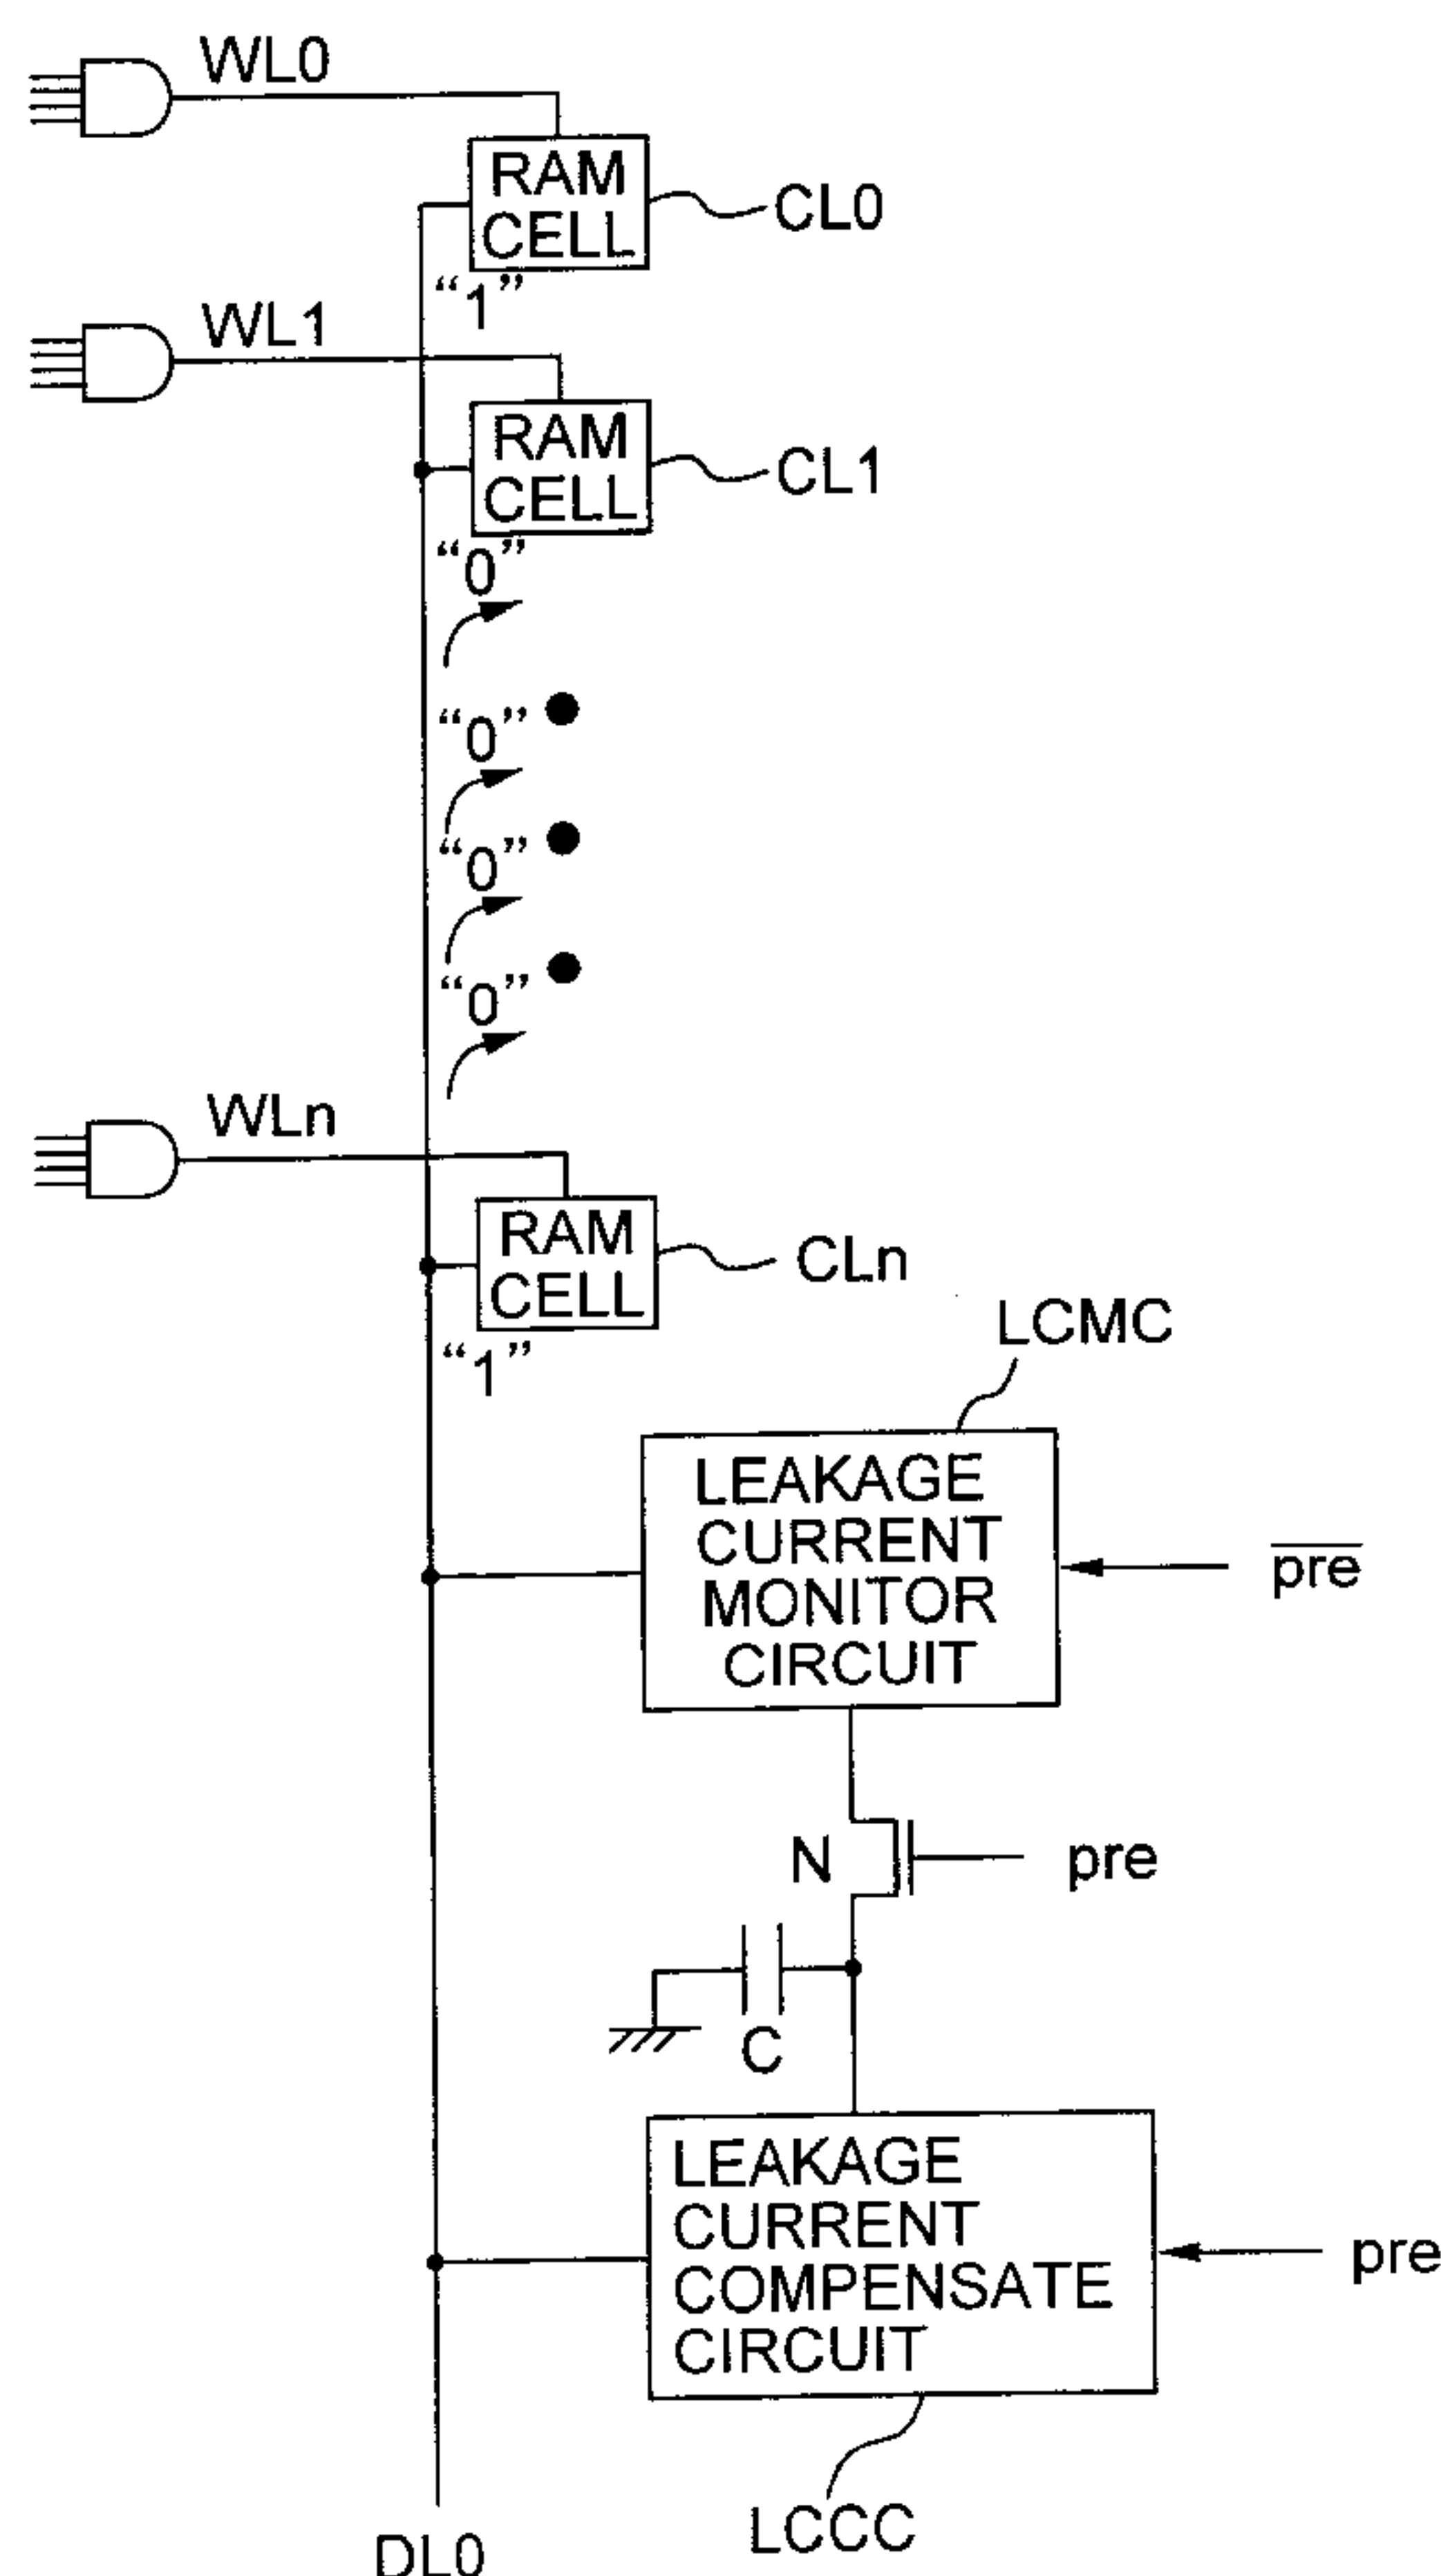 WL0
RAM
CELL
CL0
“1”
WL1
RAM
CELL
CL1
“0”
“0”
“0”
“0”
WLn
RAM
CELL
CLn
“1”
LCMC
LEAKAGE
CURRENT
MONITOR
CIRCUIT
pre
N
pre
C
LEAKAGE
CURRENT
COMPENSATE
CIRCUIT
pre
LCCC
DL0